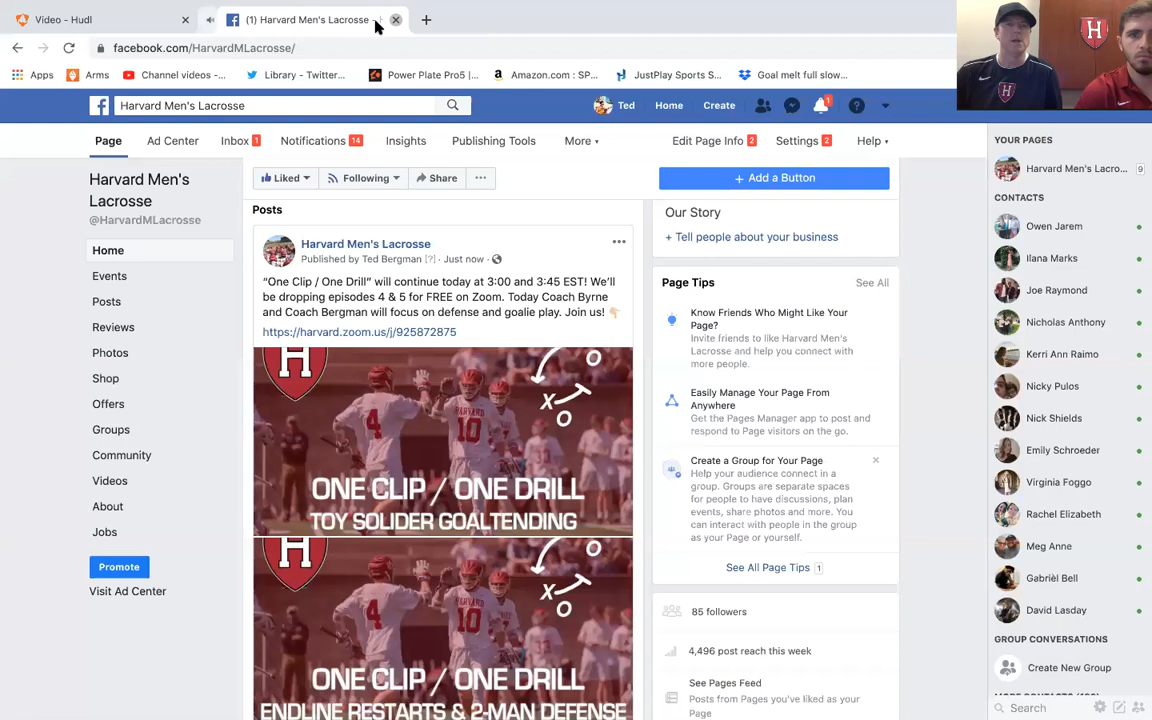 Video - Hudl
(1) Harvard Men's Lacrosse -
facebook.com/HarvardMLacrosse/
Apps
Arms
Channel videos -...
Library - Twitter...
Power Plate Pro5 |...
Amazon.com : SP...
JustPlay Sports S...
Goal melt full slow...
Harvard Men's Lacrosse
Ted
Home
Create
1
Page
Ad Center
Inbox 1
Notifications 14
Insights
Publishing Tools
More
Edit Page Info 2
Settings 2
Help
Harvard Men's
Lacrosse
@HarvardMLacrosse
Home
Events
Posts
Reviews
Photos
Shop
Offers
Groups
Community
Videos
About
Jobs
Promote
Visit Ad Center
Liked
Following
Share
...
+ Add a Button
Posts
Harvard Men's Lacrosse
Published by Ted Bergman [?] · Just now ·
“One Clip / One Drill” will continue today at 3:00 and 3:45 EST! We’ll
be dropping episodes 4 & 5 for FREE on Zoom. Today Coach Byrne
and Coach Bergman will focus on defense and goalie play. Join us! 👇🏻
https://harvard.zoom.us/j/925872875
H
4
HARVARD
10
O
X
O
ONE CLIP / ONE DRILL
TOY SOLIDER GOALTENDING
H
4
HARVARD
10
O
X
O
ONE CLIP / ONE DRILL
ENDLINE RESTARTS & 2-MAN DEFENSE
Our Story
+ Tell people about your business
Page Tips
See All
Know Friends Who Might Like Your
Page?
Invite friends to like Harvard Men's
Lacrosse and help you connect with
more people.
Easily Manage Your Page From
Anywhere
Get the Pages Manager app to post and
respond to Page visitors on the go.
Create a Group for Your Page
Help your audience connect in a
group. Groups are separate spaces
for people to have discussions, plan
events, share photos and more. You
can interact with people in the group
as your Page or yourself.
See All Page Tips 1
85 followers
4,496 post reach this week
See Pages Feed
Posts from Pages you've liked as your
Page
H
H
YOUR PAGES
Harvard Men's Lacro... 9
CONTACTS
Owen Jarem
Ilana Marks
Joe Raymond
Nicholas Anthony
Kerri Ann Raimo
Nicky Pulos
Nick Shields
Emily Schroeder
Virginia Foggo
Rachel Elizabeth
Meg Anne
Gabrièl Bell
David Lasday
GROUP CONVERSATIONS
Create New Group
Search